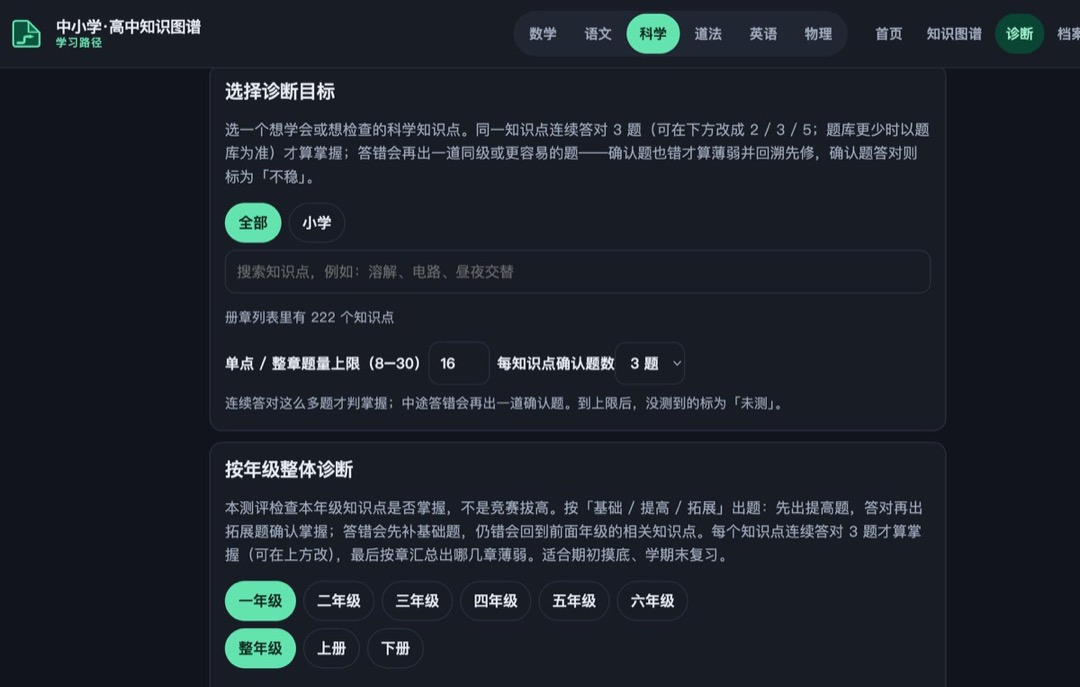 中小学·高中知识图谱
学习路径
数学 语文 科学 道法 英语 物理 首页 知识图谱 诊断 档案
选择诊断目标
选一个想学会或想检查的科学知识点。同一知识点连续答对 3 题（可在下方改成 2 / 3 / 5；题库更少时以题
库为准）才算掌握；答错会再出一道同级或更容易的题——确认题也错才算薄弱并回溯先修，确认题答对则
标为「不稳」。
全部 小学
搜索知识点，例如：溶解、电路、昼夜交替
册章列表里有 222 个知识点
单点 / 整章题量上限（8—30） 16 每知识点确认题数 3 题
连续答对这么多题才判掌握；中途答错会再出一道确认题。到上限后，没测到的标为「未测」。
按年级整体诊断
本测评检查本年级知识点是否掌握，不是竞赛拔高。按「基础 / 提高 / 拓展」出题：先出提高题，答对再出
拓展题确认掌握；答错会先补基础题，仍错会回到前面年级的相关知识点。每个知识点连续答对 3 题才算掌
握（可在上方改），最后按章汇总出哪几章薄弱。适合期初摸底、学期末复习。
一年级 二年级 三年级 四年级 五年级 六年级
整年级 上册 下册